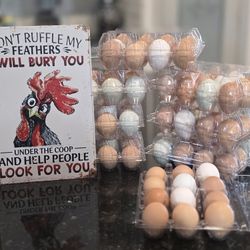 DON'T RUFFLE MY
FEATHERS
WILL BURY YOU
UNDER THE COOP
AND HELP PEOPLE
LOOK FOR YOU